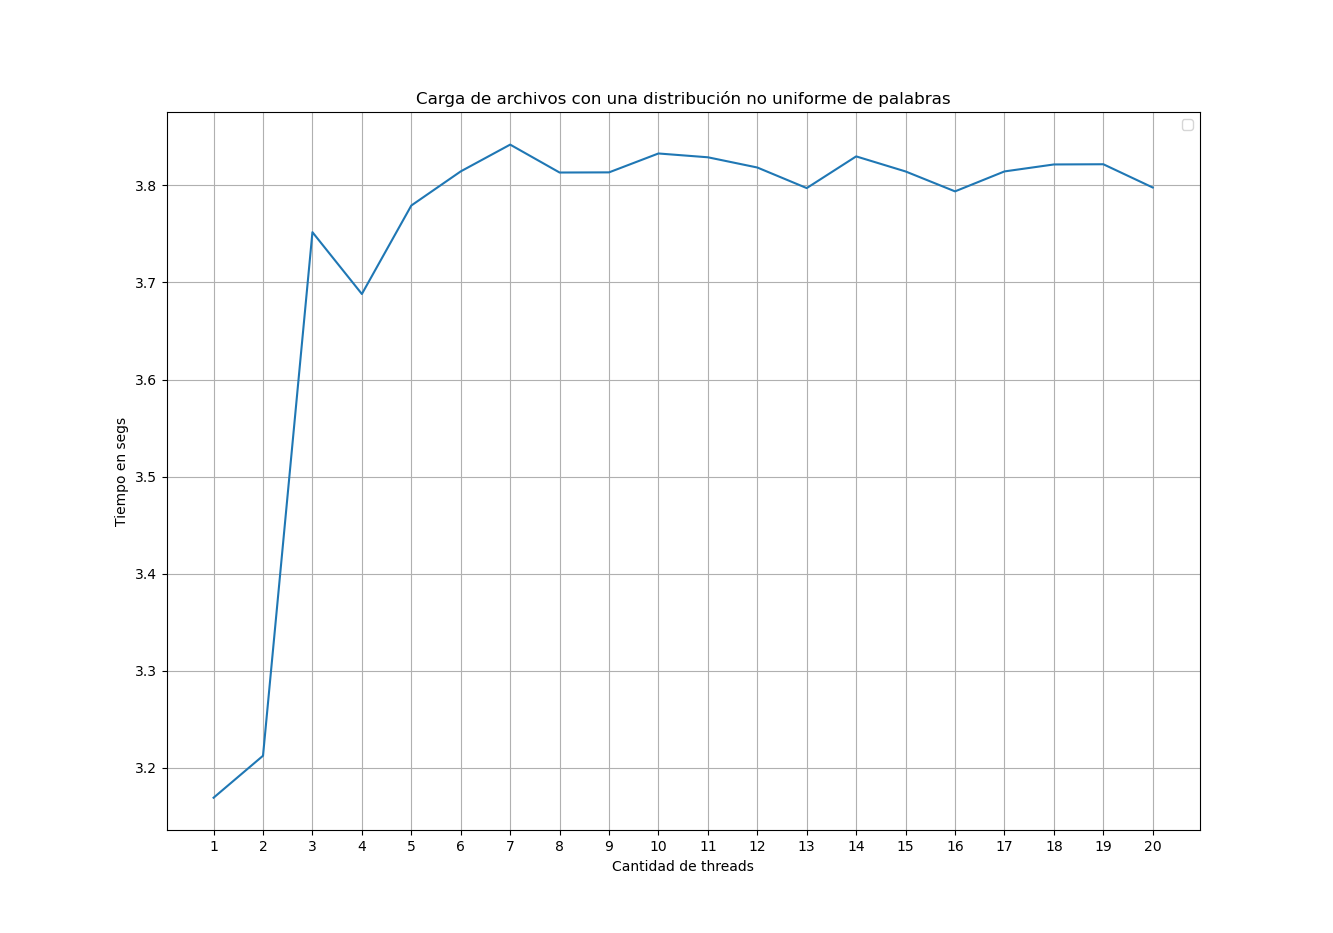 Carga de archivos con una distribución no uniforme de palabras
3.8
3.7
3.6
3.5
3.4
3.3
3.2
Tiempo en segs
1 2 3 4 5 6 7 8 9 10 11 12 13 14 15 16 17 18 19 20
Cantidad de threads